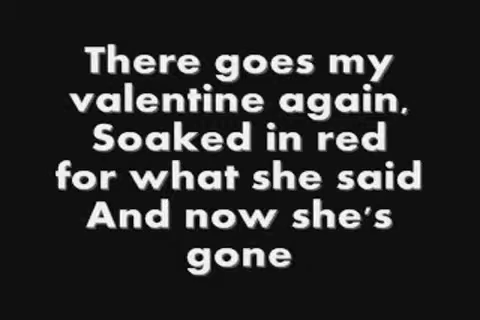 There goes my
valentine again,
Soaked in red
for what she said
And now she's
gone